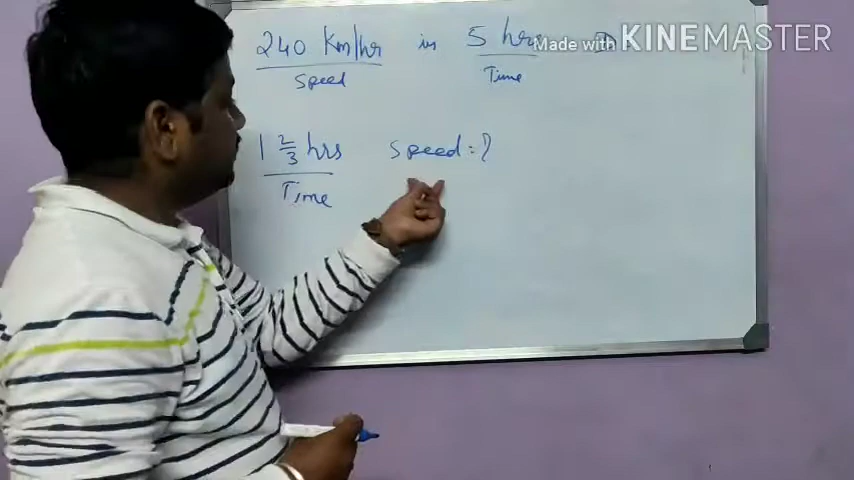 240 Km/hr in 5 hrs D
Speed Time
Made with KINEMASTER
1 2/3 hrs speed = ?
Time